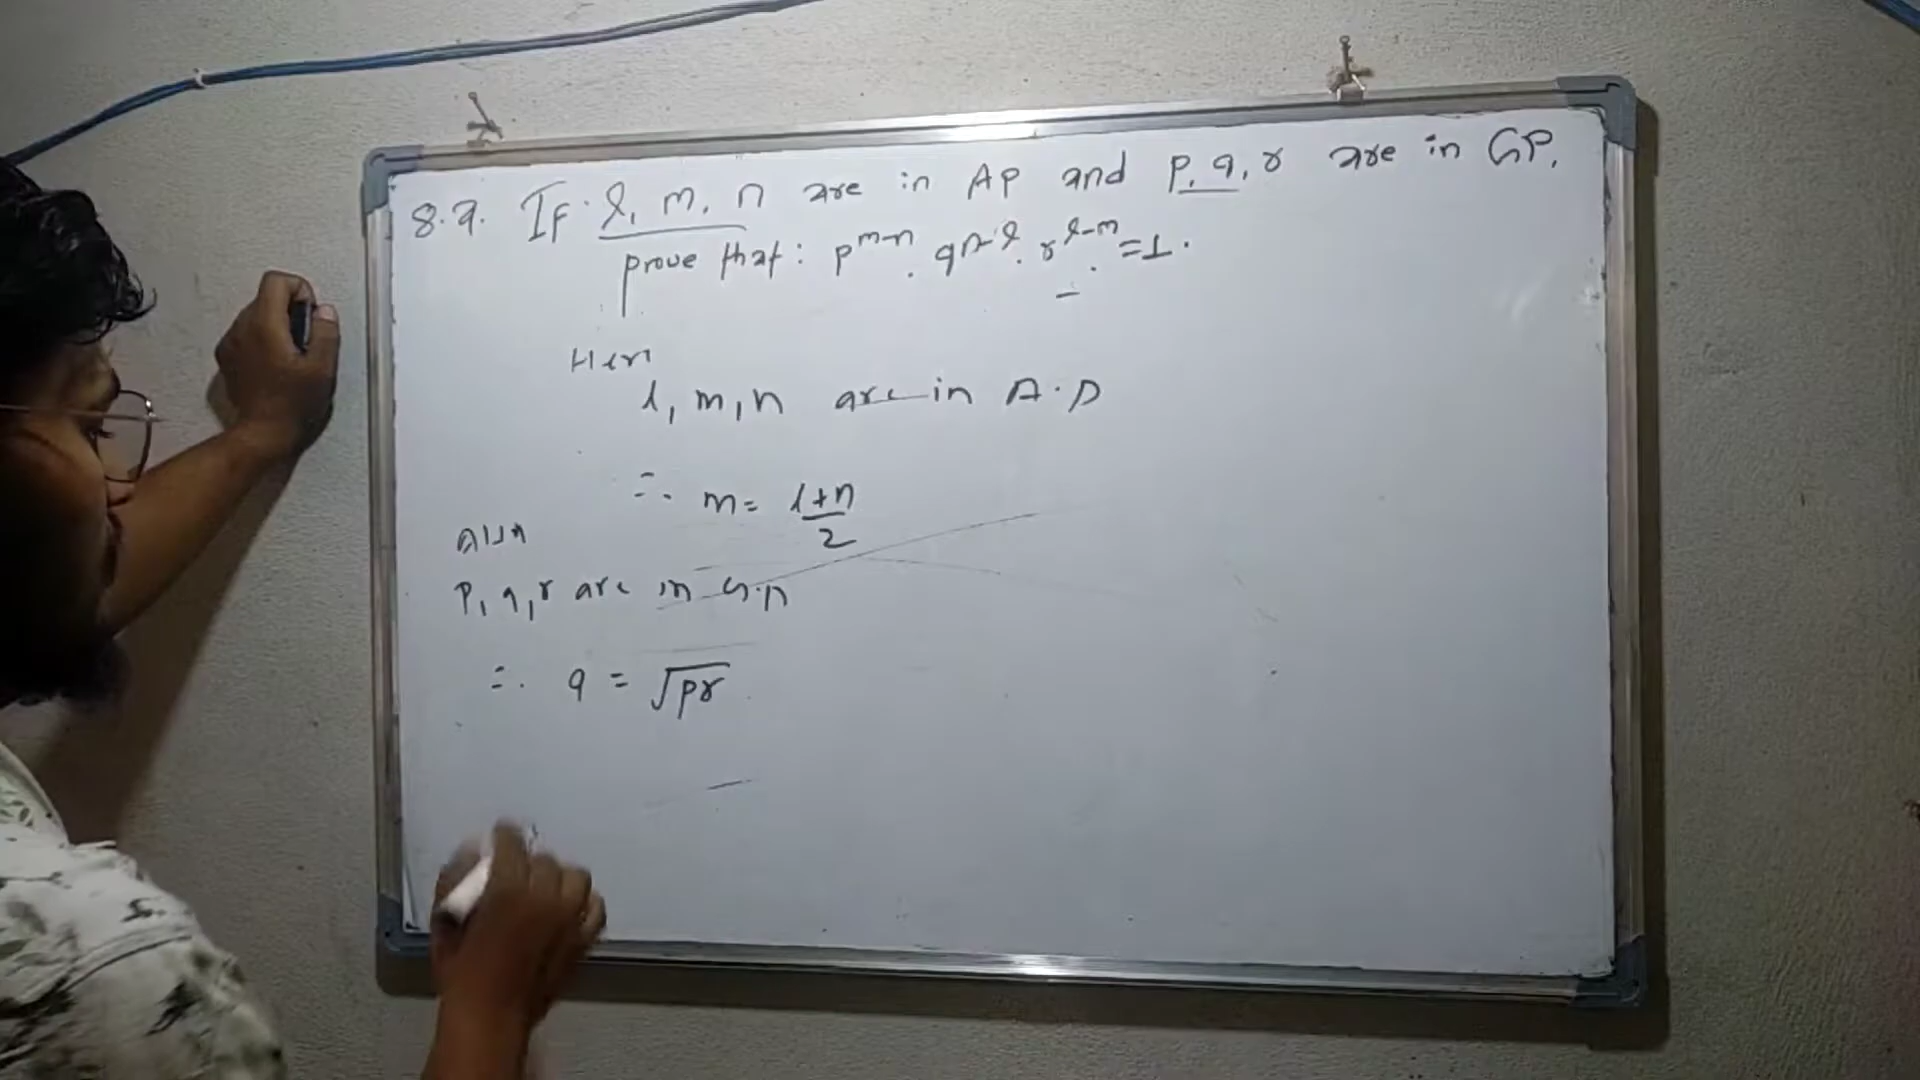 8.a. If l, m, n are in AP and p, q, r are in GP.
prove that: p^{m-n} . q^{n-l} . r^{l-m} = 1.
Here
l, m, n are in A.P
∴ m = \frac{l+n}{2}
Also
p, q, r are in G.P
∴ q = √pr